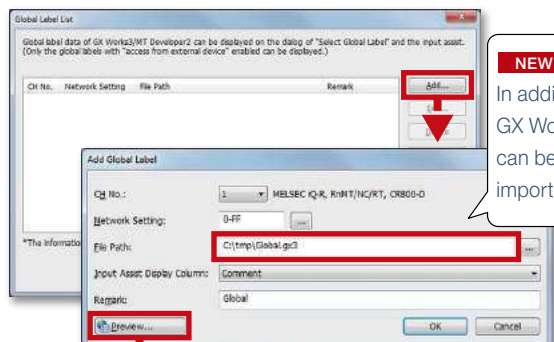 Global Label List
Global label data of GX Works3/MT Developer2 can be displayed on the dialog of "Select Global Label" and the input assist.
(Only the global labels with "access from external device" enabled can be displayed.)
CH No. Network Setting File Path Remark
Add...
NEW
In addi
GX Wo
can be
import
Add Global Label
CH No.: 1 MELSEC iQ-R, RnMT/NC/RT, CR800-D
Network Setting: 0-FF ...
*The informatio
File Path: C:\tmp\Global.gx3 ...
Input Assist Display Column: Comment
Remark: Global
Preview... OK Cancel